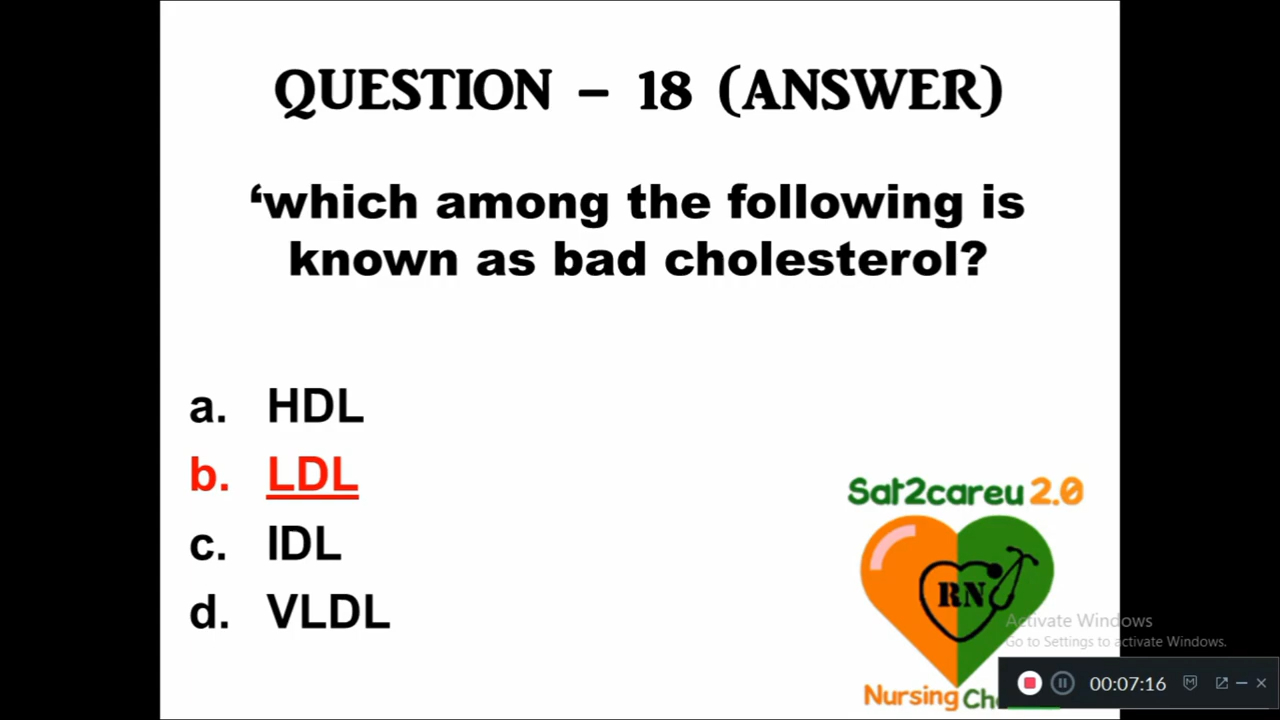 QUESTION – 18 (ANSWER)
‘which among the following is
known as bad cholesterol?
a. HDL
b. LDL
c. IDL
d. VLDL
Sat2careu 2.0
RN
Activate Windows
Go to Settings to activate Windows.
Nursing
00:07:16